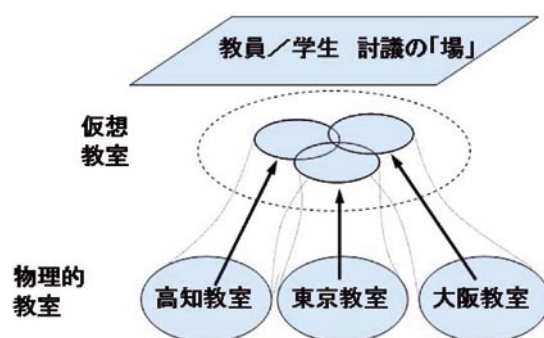 教員／学生 討議の「場」
仮想
教室
物理的
教室
高知教室
東京教室
大阪教室